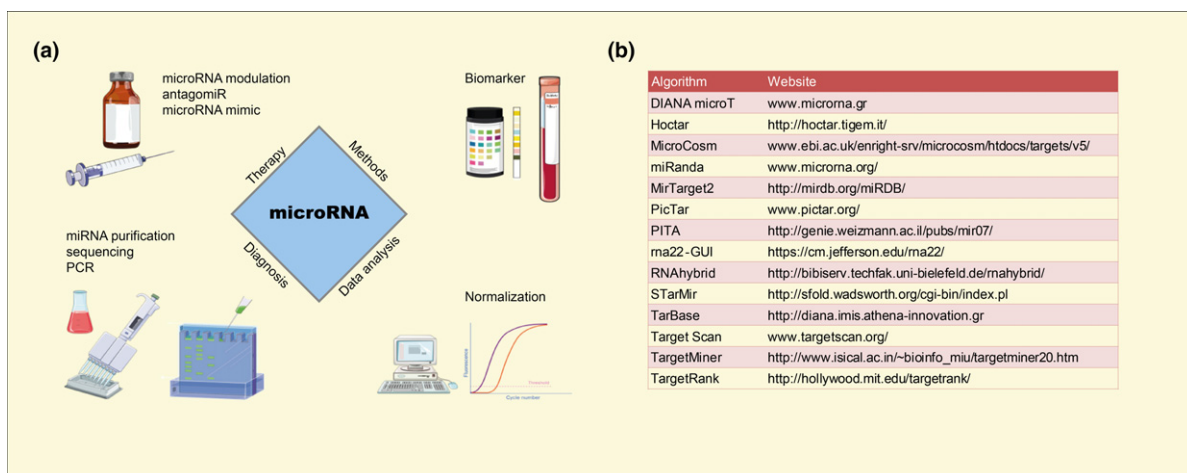 (a)
microRNA modulation
antagomiR
microRNA mimic
Biomarker
Therapy
Methods
microRNA
Diagnosis
Data analysis
miRNA purification
sequencing
PCR
Normalization
Fluorescence
Threshold
Cycle number
(b)
Algorithm Website
DIANA microT www.microrna.gr
Hoctar http://hoctar.tigem.it/
MicroCosm www.ebi.ac.uk/enright-srv/microcosm/htdocs/targets/v5/
miRanda www.microrna.org/
MirTarget2 http://mirdb.org/miRDB/
PicTar www.pictar.org/
PITA http://genie.weizmann.ac.il/pubs/mir07/
rna22-GUI https://cm.jefferson.edu/rna22/
RNAhybrid http://bibiserv.techfak.uni-bielefeld.de/rnahybrid/
STarMir http://sfold.wadsworth.org/cgi-bin/index.pl
TarBase http://diana.imis.athena-innovation.gr
Target Scan www.targetscan.org/
TargetMiner http://www.isical.ac.in/~bioinfo_miu/targetminer20.htm
TargetRank http://hollywood.mit.edu/targetrank/